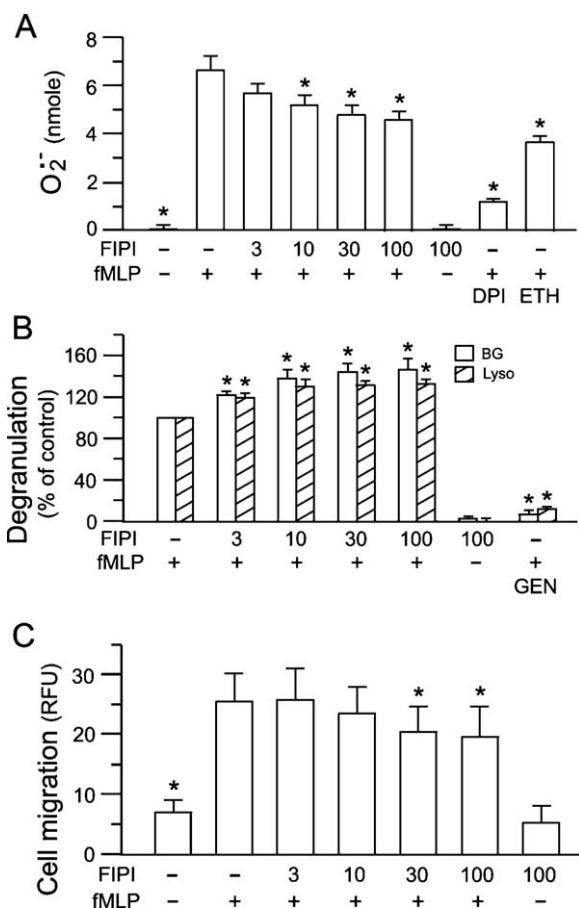 A
O2·− (nmole)
8
6
4
2
0
* * * * * *
FIPI − − 3 10 30 100 100 − −
fMLP − + + + + + − + +
DPI ETH
B
Degranulation
(% of control)
160
120
80
40
0
* * * * * * * * * *
BG
Lyso
FIPI − 3 10 30 100 100 −
fMLP + + + + + − +
GEN
C
Cell migration (RFU)
30
20
10
0
* * *
FIPI − − 3 10 30 100 100
fMLP − + + + + + −